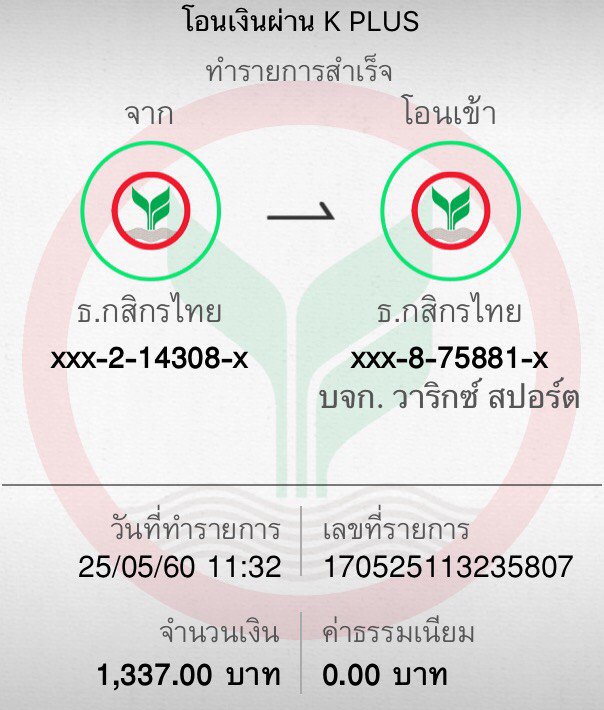 โอนเงินผ่าน K PLUS
ทำรายการสำเร็จ
จาก
โอนเข้า
ธ.กสิกรไทย
ธ.กสิกรไทย
xxx-2-14308-x
xxx-8-75881-x
บจก. วาริกซ์ สปอร์ต
วันที่ทำรายการ
25/05/60 11:32
เลขที่รายการ
170525113235807
จำนวนเงิน
1,337.00 บาท
ค่าธรรมเนียม
0.00 บาท